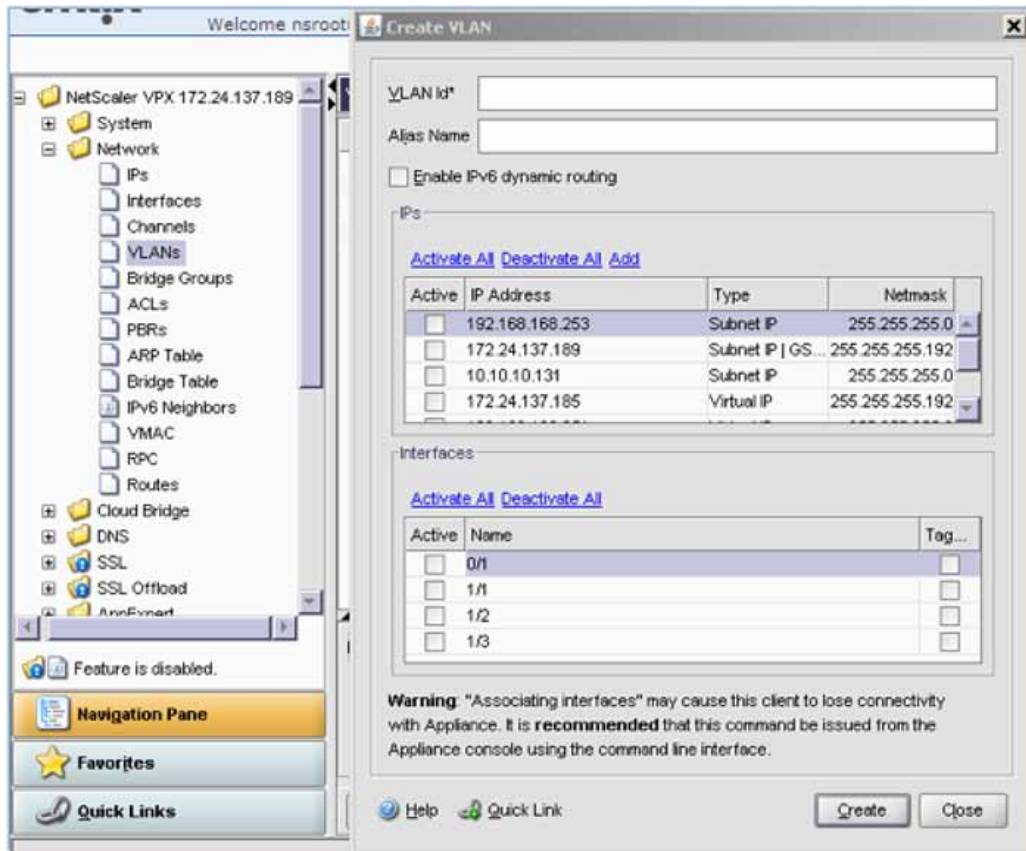 Welcome nsroot
NetScaler VPX 172.24.137.189
System
Network
IPs
Interfaces
Channels
VLANs
Bridge Groups
ACLs
PBRs
ARP Table
Bridge Table
IPv6 Neighbors
VMAC
RPC
Routes
Cloud Bridge
DNS
SSL
SSL Offload
AppExpert
Feature is disabled.
Navigation Pane
Favorites
Quick Links
Create VLAN
VLAN Id*
Alias Name
Enable IPv6 dynamic routing
IPs
Activate All Deactivate All Add
Active IP Address Type Netmask
192.168.168.253 Subnet IP 255.255.255.0
172.24.137.189 Subnet IP | GS... 255.255.255.192
10.10.10.131 Subnet IP 255.255.255.0
172.24.137.185 Virtual IP 255.255.255.192
Interfaces
Activate All Deactivate All
Active Name Tag...
0/1
1/1
1/2
1/3
Warning: "Associating interfaces" may cause this client to lose connectivity
with Appliance. It is recommended that this command be issued from the
Appliance console using the command line interface.
Help Quick Link Create Close